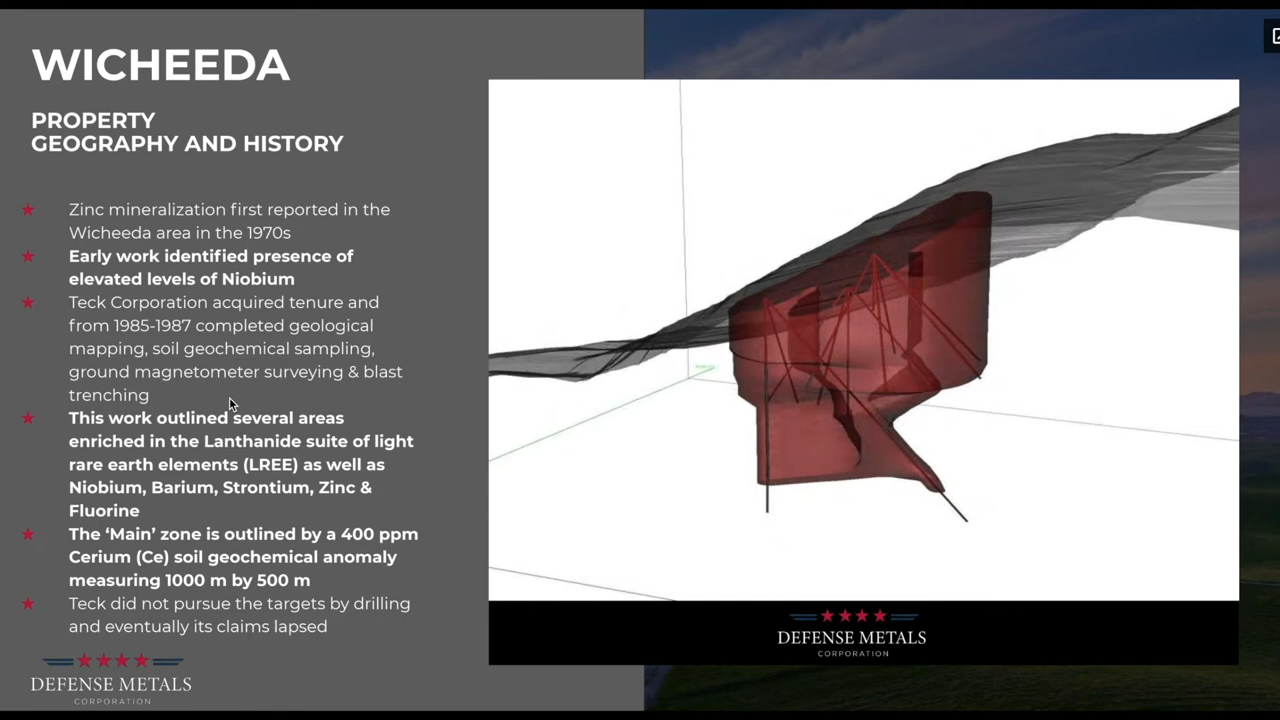 WICHEEDA
PROPERTY
GEOGRAPHY AND HISTORY
Zinc mineralization first reported in the
Wicheeda area in the 1970s
Early work identified presence of
elevated levels of Niobium
Teck Corporation acquired tenure and
from 1985-1987 completed geological
mapping, soil geochemical sampling,
ground magnetometer surveying & blast
trenching
This work outlined several areas
enriched in the Lanthanide suite of light
rare earth elements (LREE) as well as
Niobium, Barium, Strontium, Zinc &
Fluorine
The ‘Main’ zone is outlined by a 400 ppm
Cerium (Ce) soil geochemical anomaly
measuring 1000 m by 500 m
Teck did not pursue the targets by drilling
and eventually its claims lapsed
DEFENSE METALS
CORPORATION
DEFENSE METALS
CORPORATION